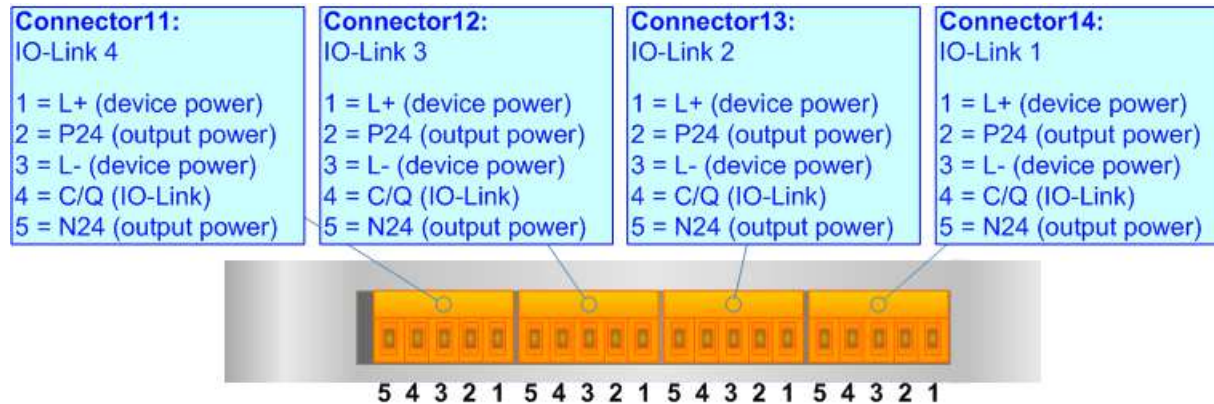 Connector11:
IO-Link 4
1 = L+ (device power)
2 = P24 (output power)
3 = L- (device power)
4 = C/Q (IO-Link)
5 = N24 (output power)
Connector12:
IO-Link 3
1 = L+ (device power)
2 = P24 (output power)
3 = L- (device power)
4 = C/Q (IO-Link)
5 = N24 (output power)
Connector13:
IO-Link 2
1 = L+ (device power)
2 = P24 (output power)
3 = L- (device power)
4 = C/Q (IO-Link)
5 = N24 (output power)
Connector14:
IO-Link 1
1 = L+ (device power)
2 = P24 (output power)
3 = L- (device power)
4 = C/Q (IO-Link)
5 = N24 (output power)
5 4 3 2 1 5 4 3 2 1 5 4 3 2 1 5 4 3 2 1